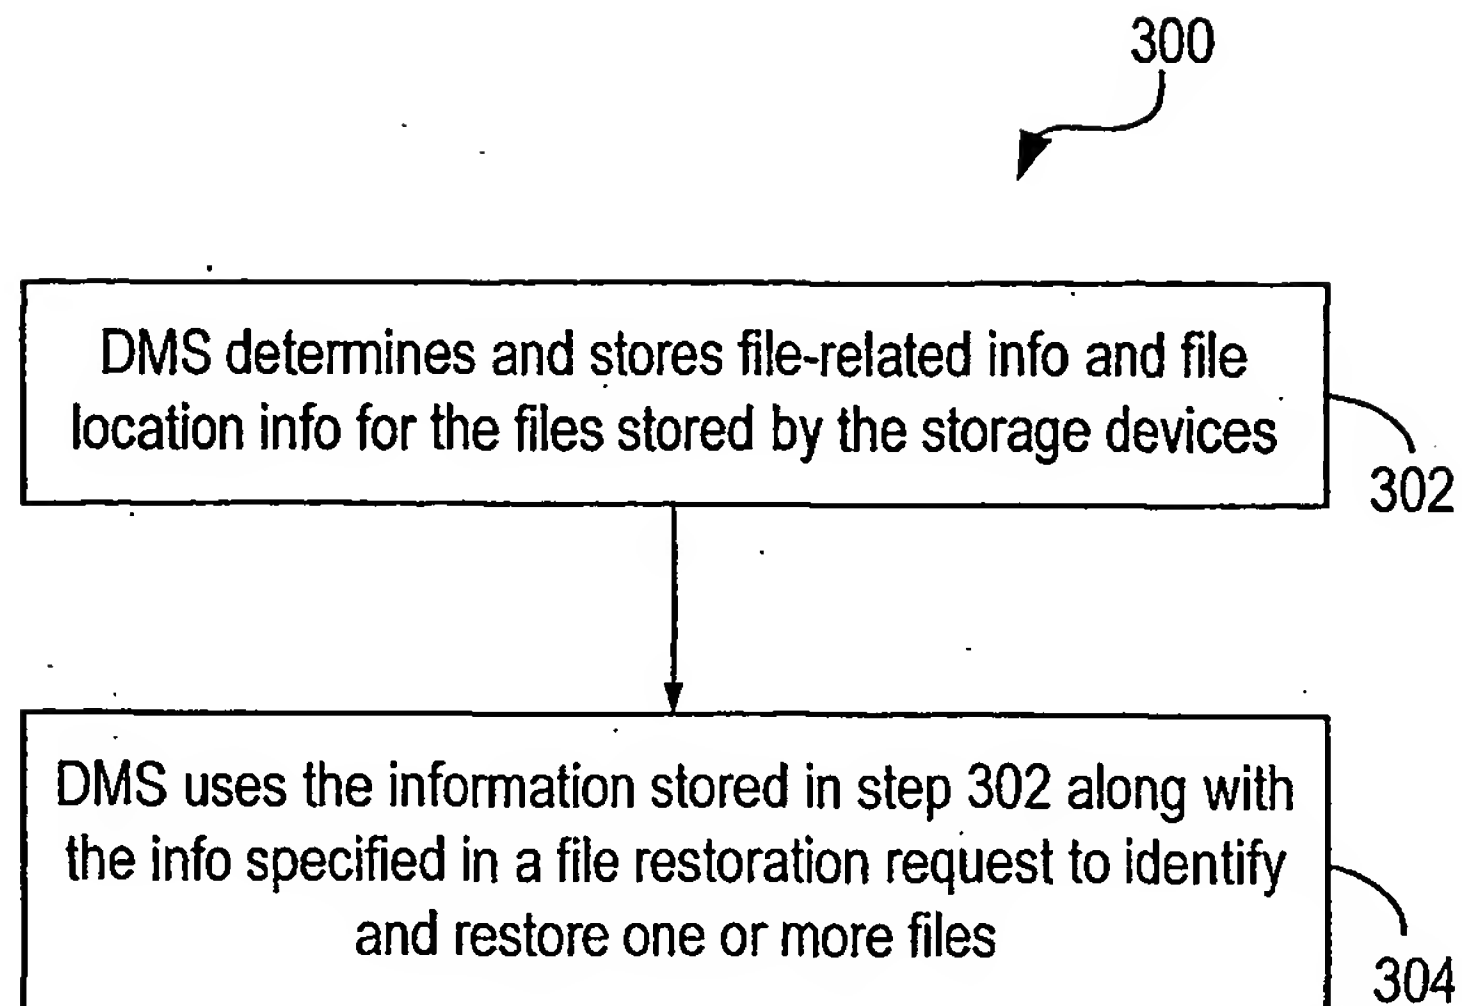 300
DMS determines and stores file-related info and file
location info for the files stored by the storage devices
302
DMS uses the information stored in step 302 along with
the info specified in a file restoration request to identify
and restore one or more files
304